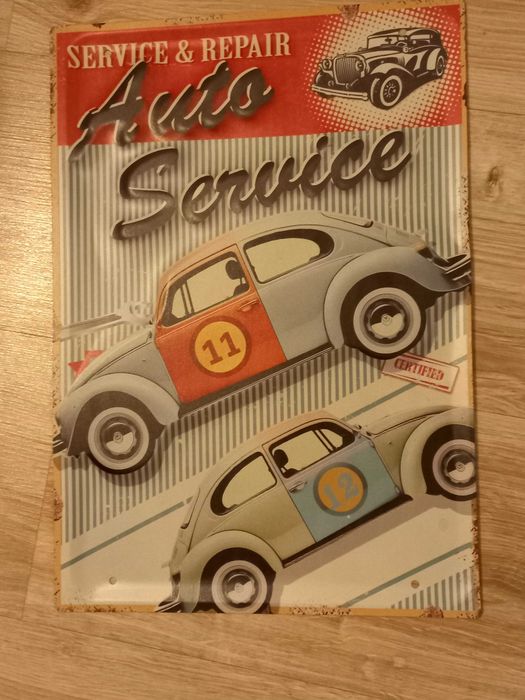 SERVICE & REPAIR
Auto
Service
11
CERTIFIED
12